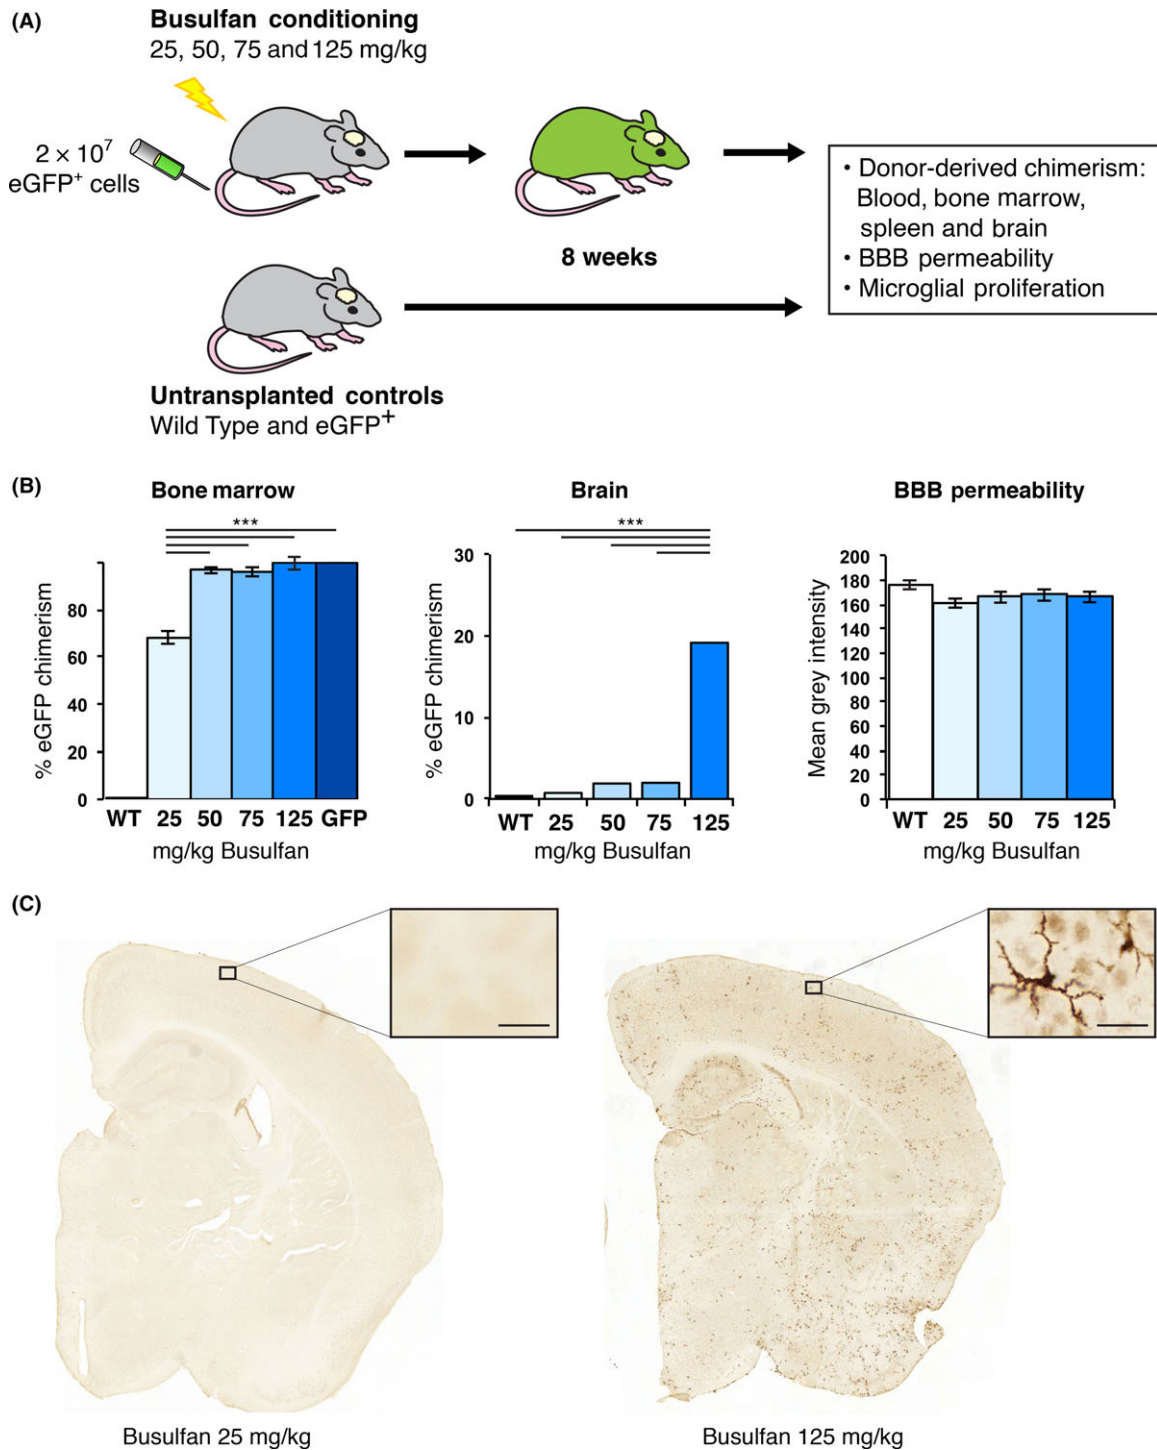 (A)
Busulfan conditioning
25, 50, 75 and 125 mg/kg
2 × 10⁷
eGFP⁺ cells
8 weeks
• Donor-derived chimerism:
Blood, bone marrow,
spleen and brain
• BBB permeability
• Microglial proliferation
Untransplanted controls
Wild Type and eGFP⁺
(B)
Bone marrow
***
% eGFP chimerism
80
60
40
20
0
WT 25 50 75 125 GFP
mg/kg Busulfan
Brain
***
% eGFP chimerism
30
20
10
0
WT 25 50 75 125
mg/kg Busulfan
BBB permeability
Mean grey intensity
200
180
160
140
120
100
80
60
40
20
0
WT 25 50 75 125
mg/kg Busulfan
(C)
Busulfan 25 mg/kg
Busulfan 125 mg/kg